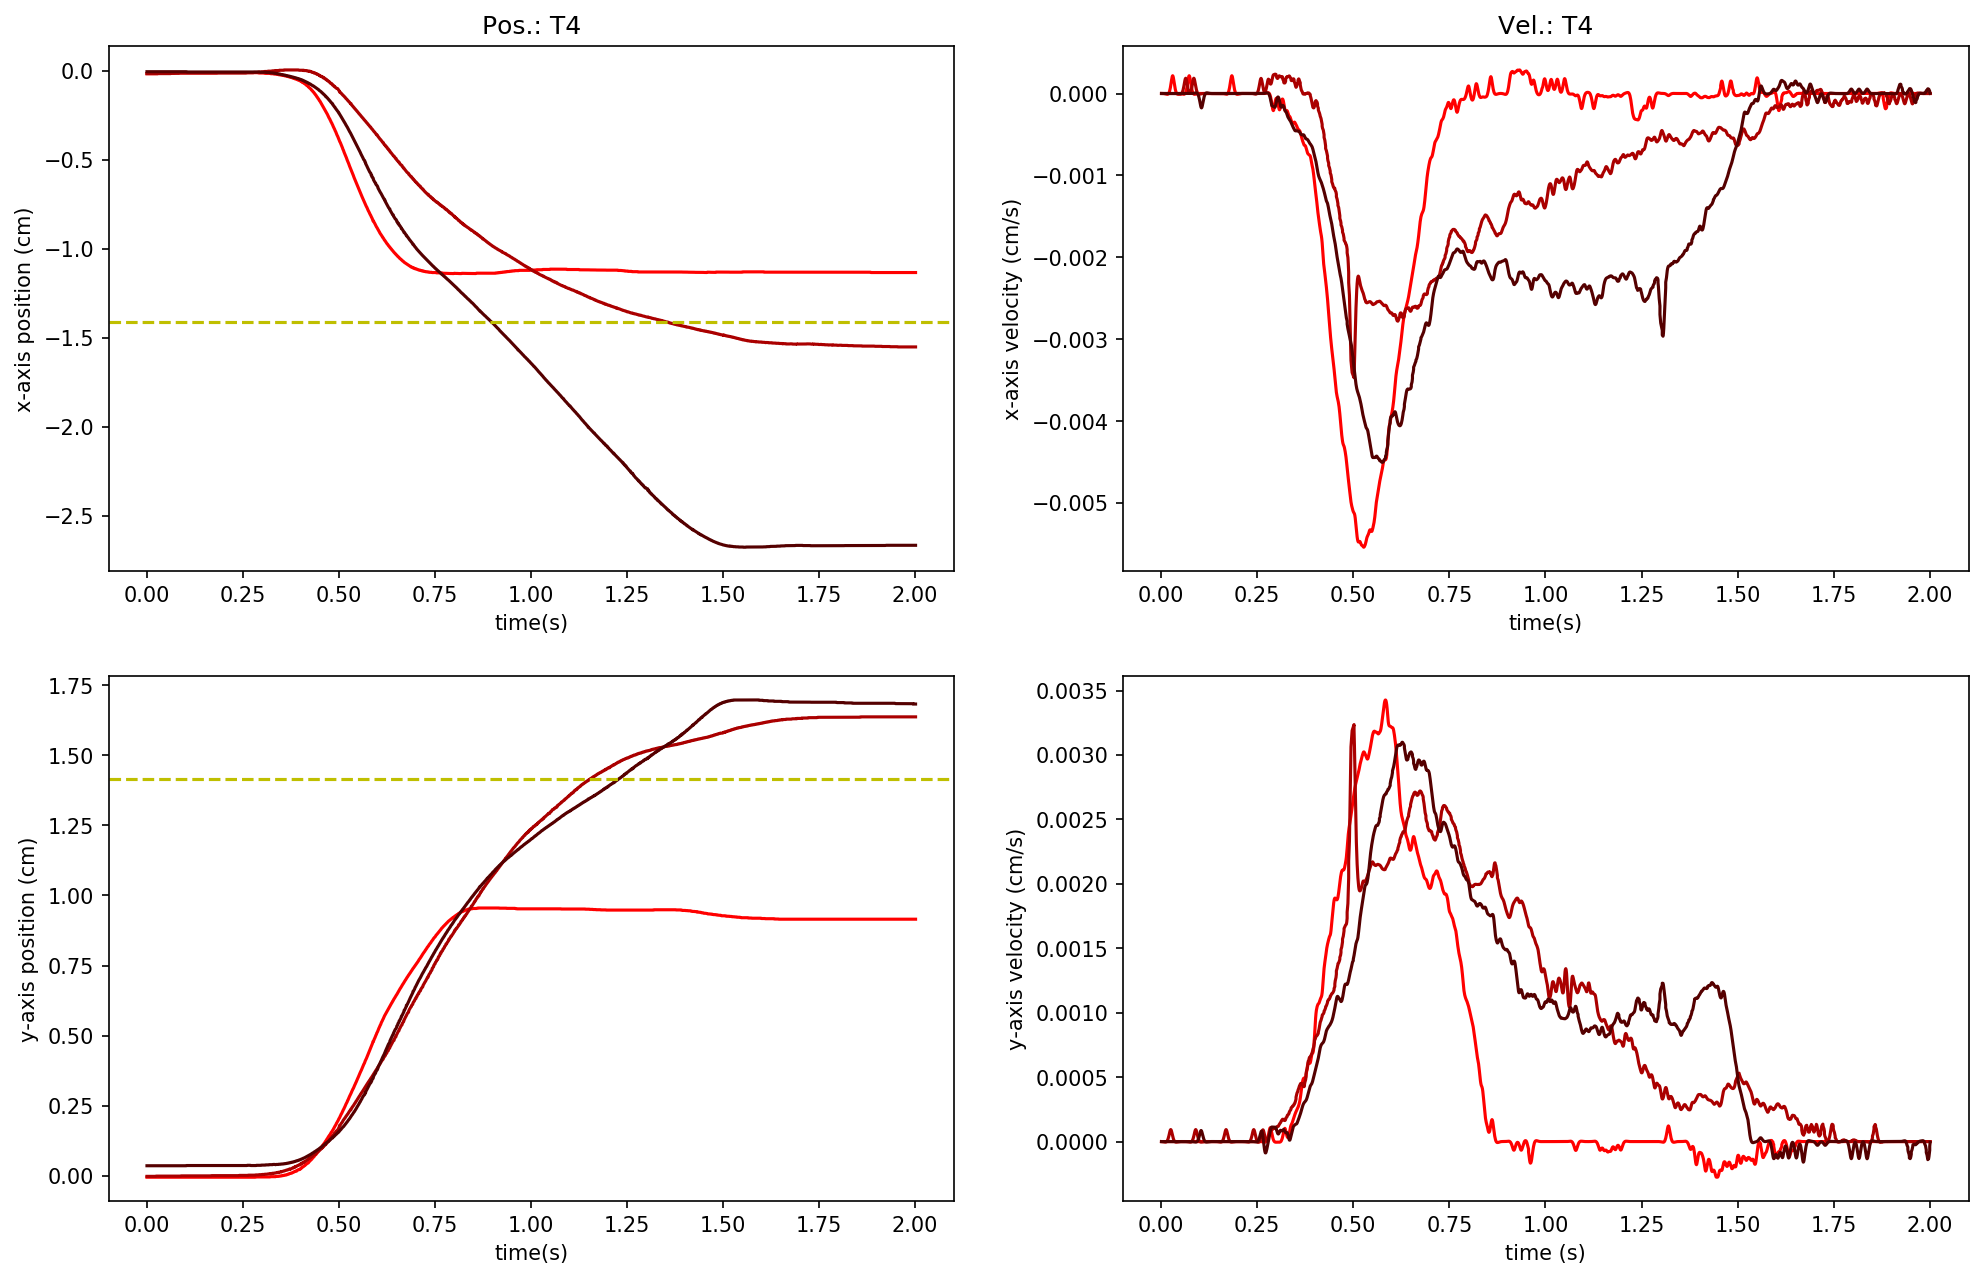 Pos.: T4
x-axis position (cm)
0.0
−0.5
−1.0
−1.5
−2.0
−2.5
0.00 0.25 0.50 0.75 1.00 1.25 1.50 1.75 2.00
time(s)
Vel.: T4
x-axis velocity (cm/s)
0.000
−0.001
−0.002
−0.003
−0.004
−0.005
0.00 0.25 0.50 0.75 1.00 1.25 1.50 1.75 2.00
time(s)
y-axis position (cm)
1.75
1.50
1.25
1.00
0.75
0.50
0.25
0.00
0.00 0.25 0.50 0.75 1.00 1.25 1.50 1.75 2.00
time(s)
y-axis velocity (cm/s)
0.0035
0.0030
0.0025
0.0020
0.0015
0.0010
0.0005
0.0000
0.00 0.25 0.50 0.75 1.00 1.25 1.50 1.75 2.00
time (s)